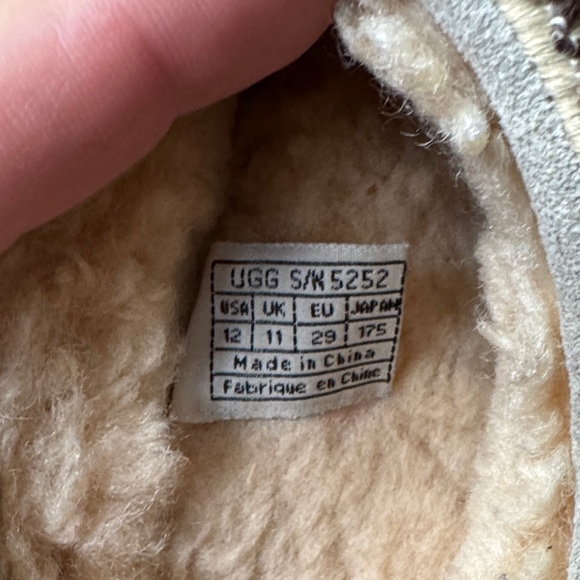 UGG S/N 5252
USA UK EU JAPAN
12 11 29 175
Made in China
Fabrique en Chine